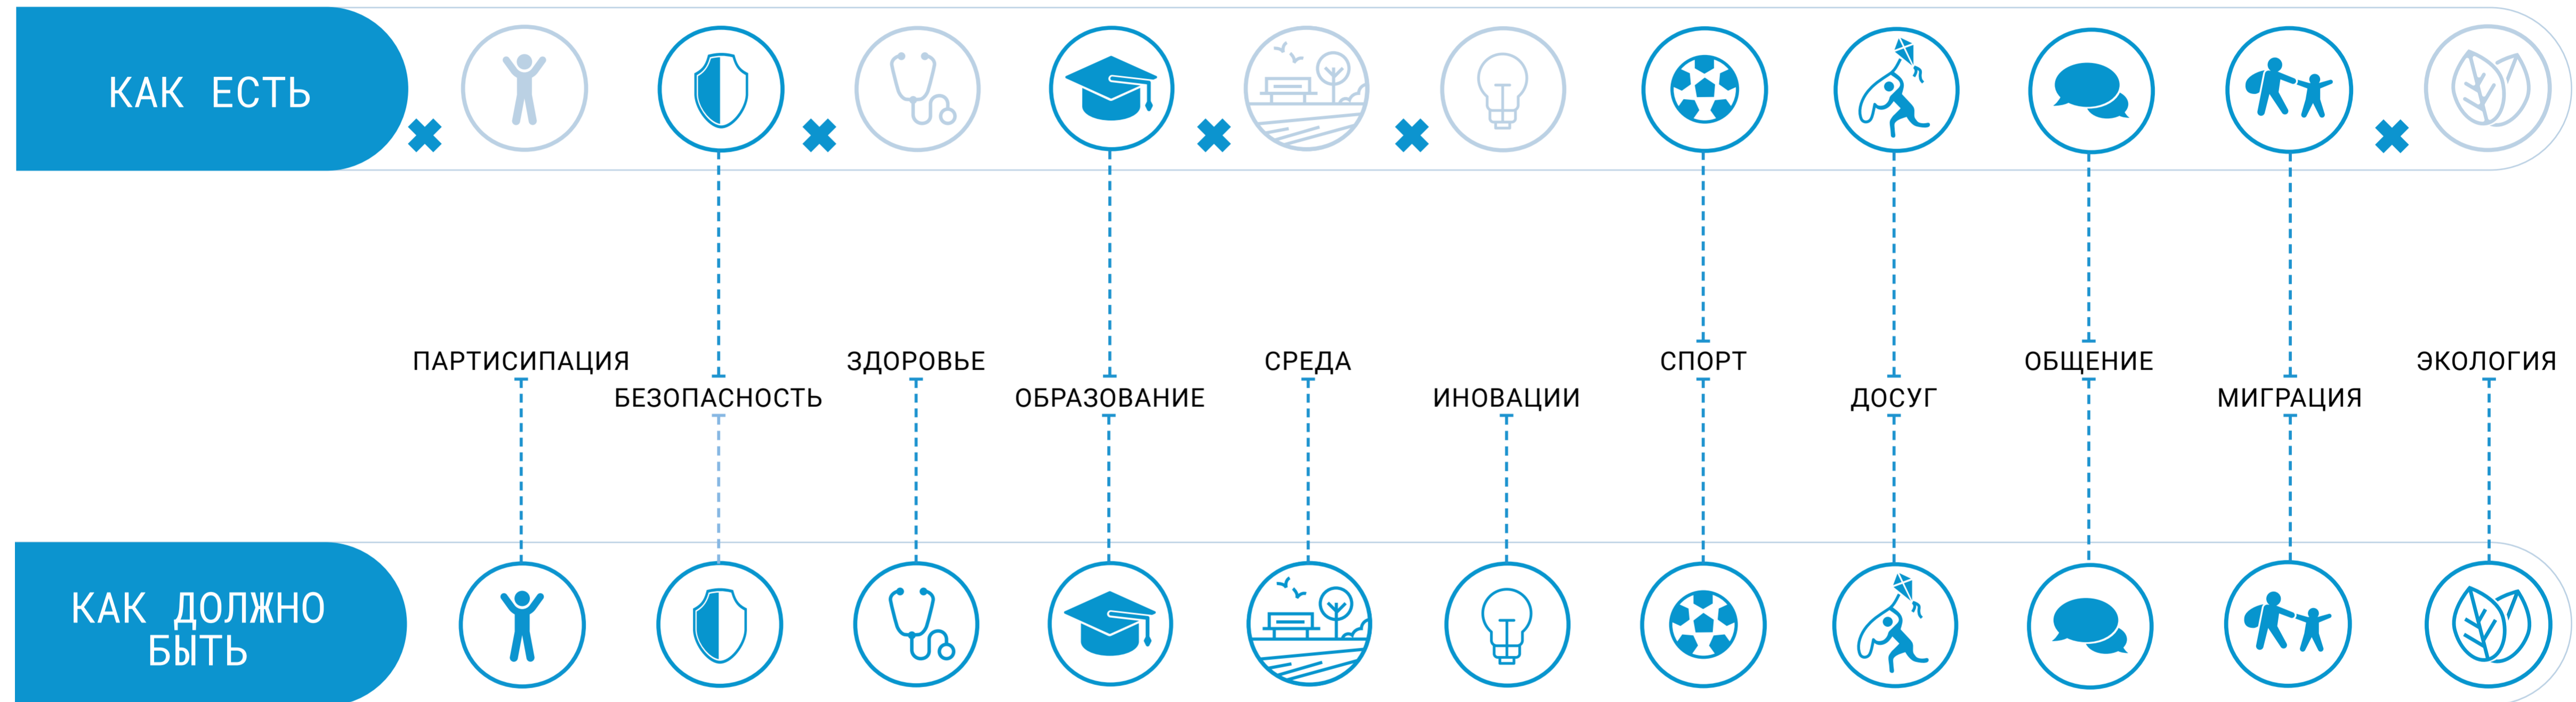 КАК ЕСТЬ
ПАРТИСИПАЦИЯ
БЕЗОПАСНОСТЬ
ЗДОРОВЬЕ
ОБРАЗОВАНИЕ
СРЕДА
ИНОВАЦИИ
СПОРТ
ДОСУГ
ОБЩЕНИЕ
МИГРАЦИЯ
ЭКОЛОГИЯ
КАК ДОЛЖНО
БЫТЬ